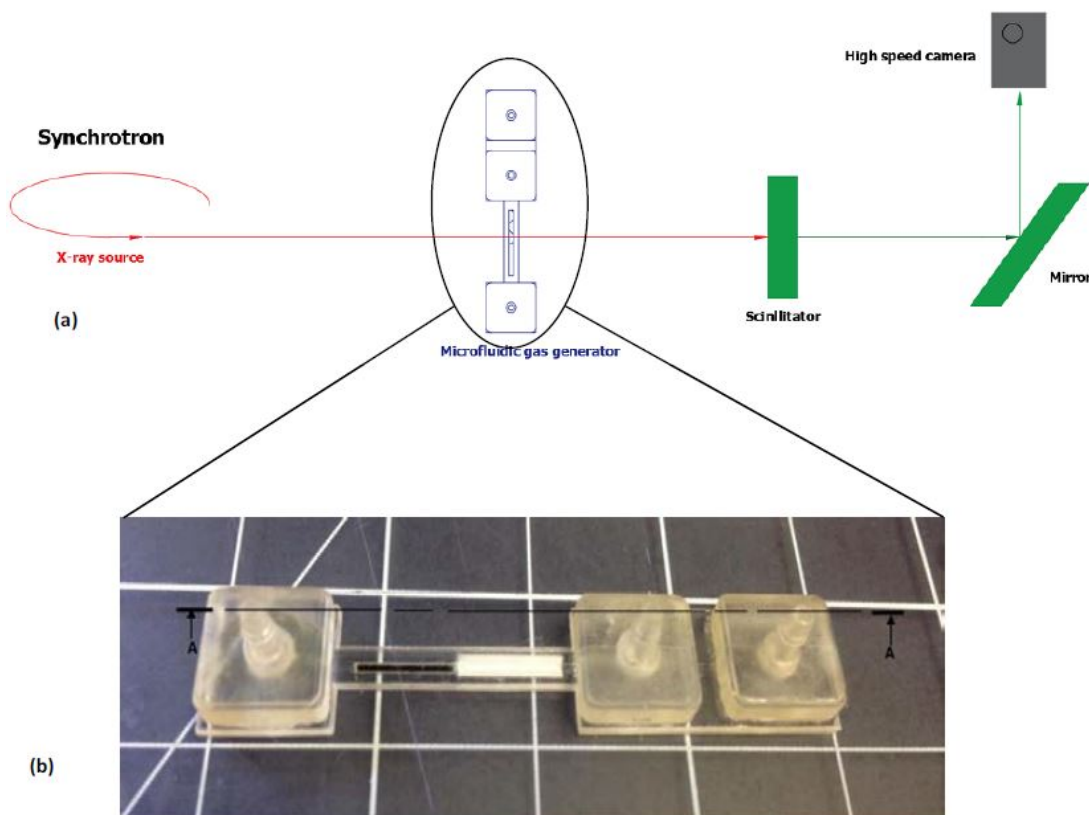 High speed camera
Synchrotron
X-ray source
(a)
Scinilitator
Mirror
Microfluidic gas generator
A
A
(b)